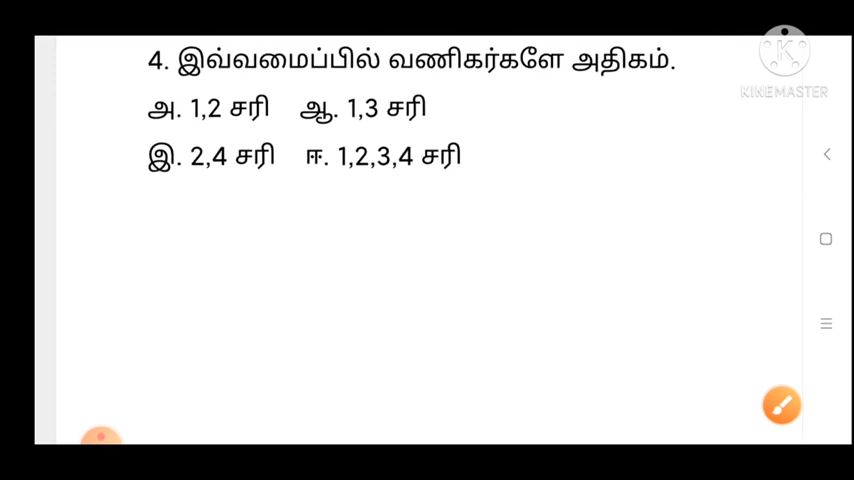 4. இவ்வமைப்பில் வணிகர்களே அதிகம்.
அ. 1,2 சரி ஆ. 1,3 சரி
இ. 2,4 சரி ஈ. 1,2,3,4 சரி
KINEMASTER